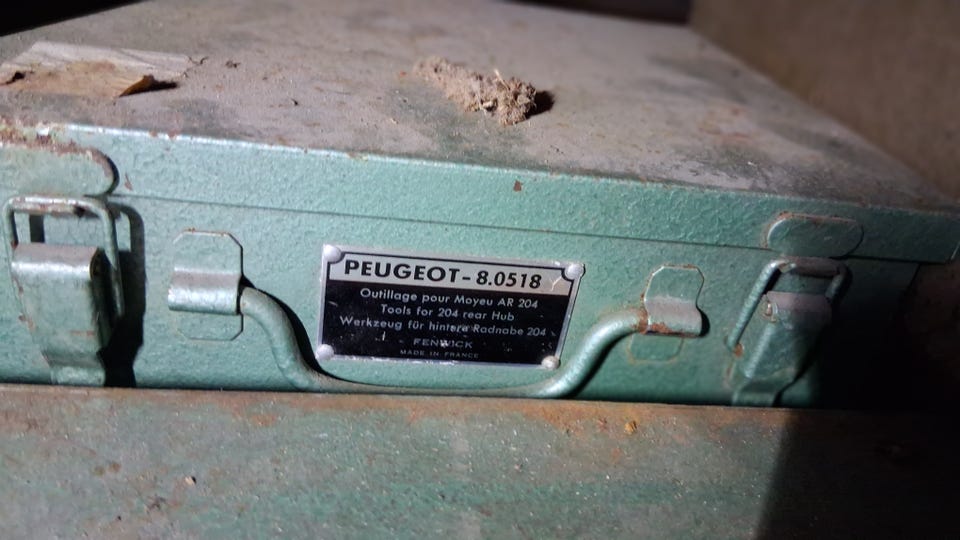 PEUGEOT - 8.0518
Outillage pour Moyeu AR 204
Tools for 204 rear Hub
Werkzeug für hintere Radnabe 204
FENWICK
MADE IN FRANCE